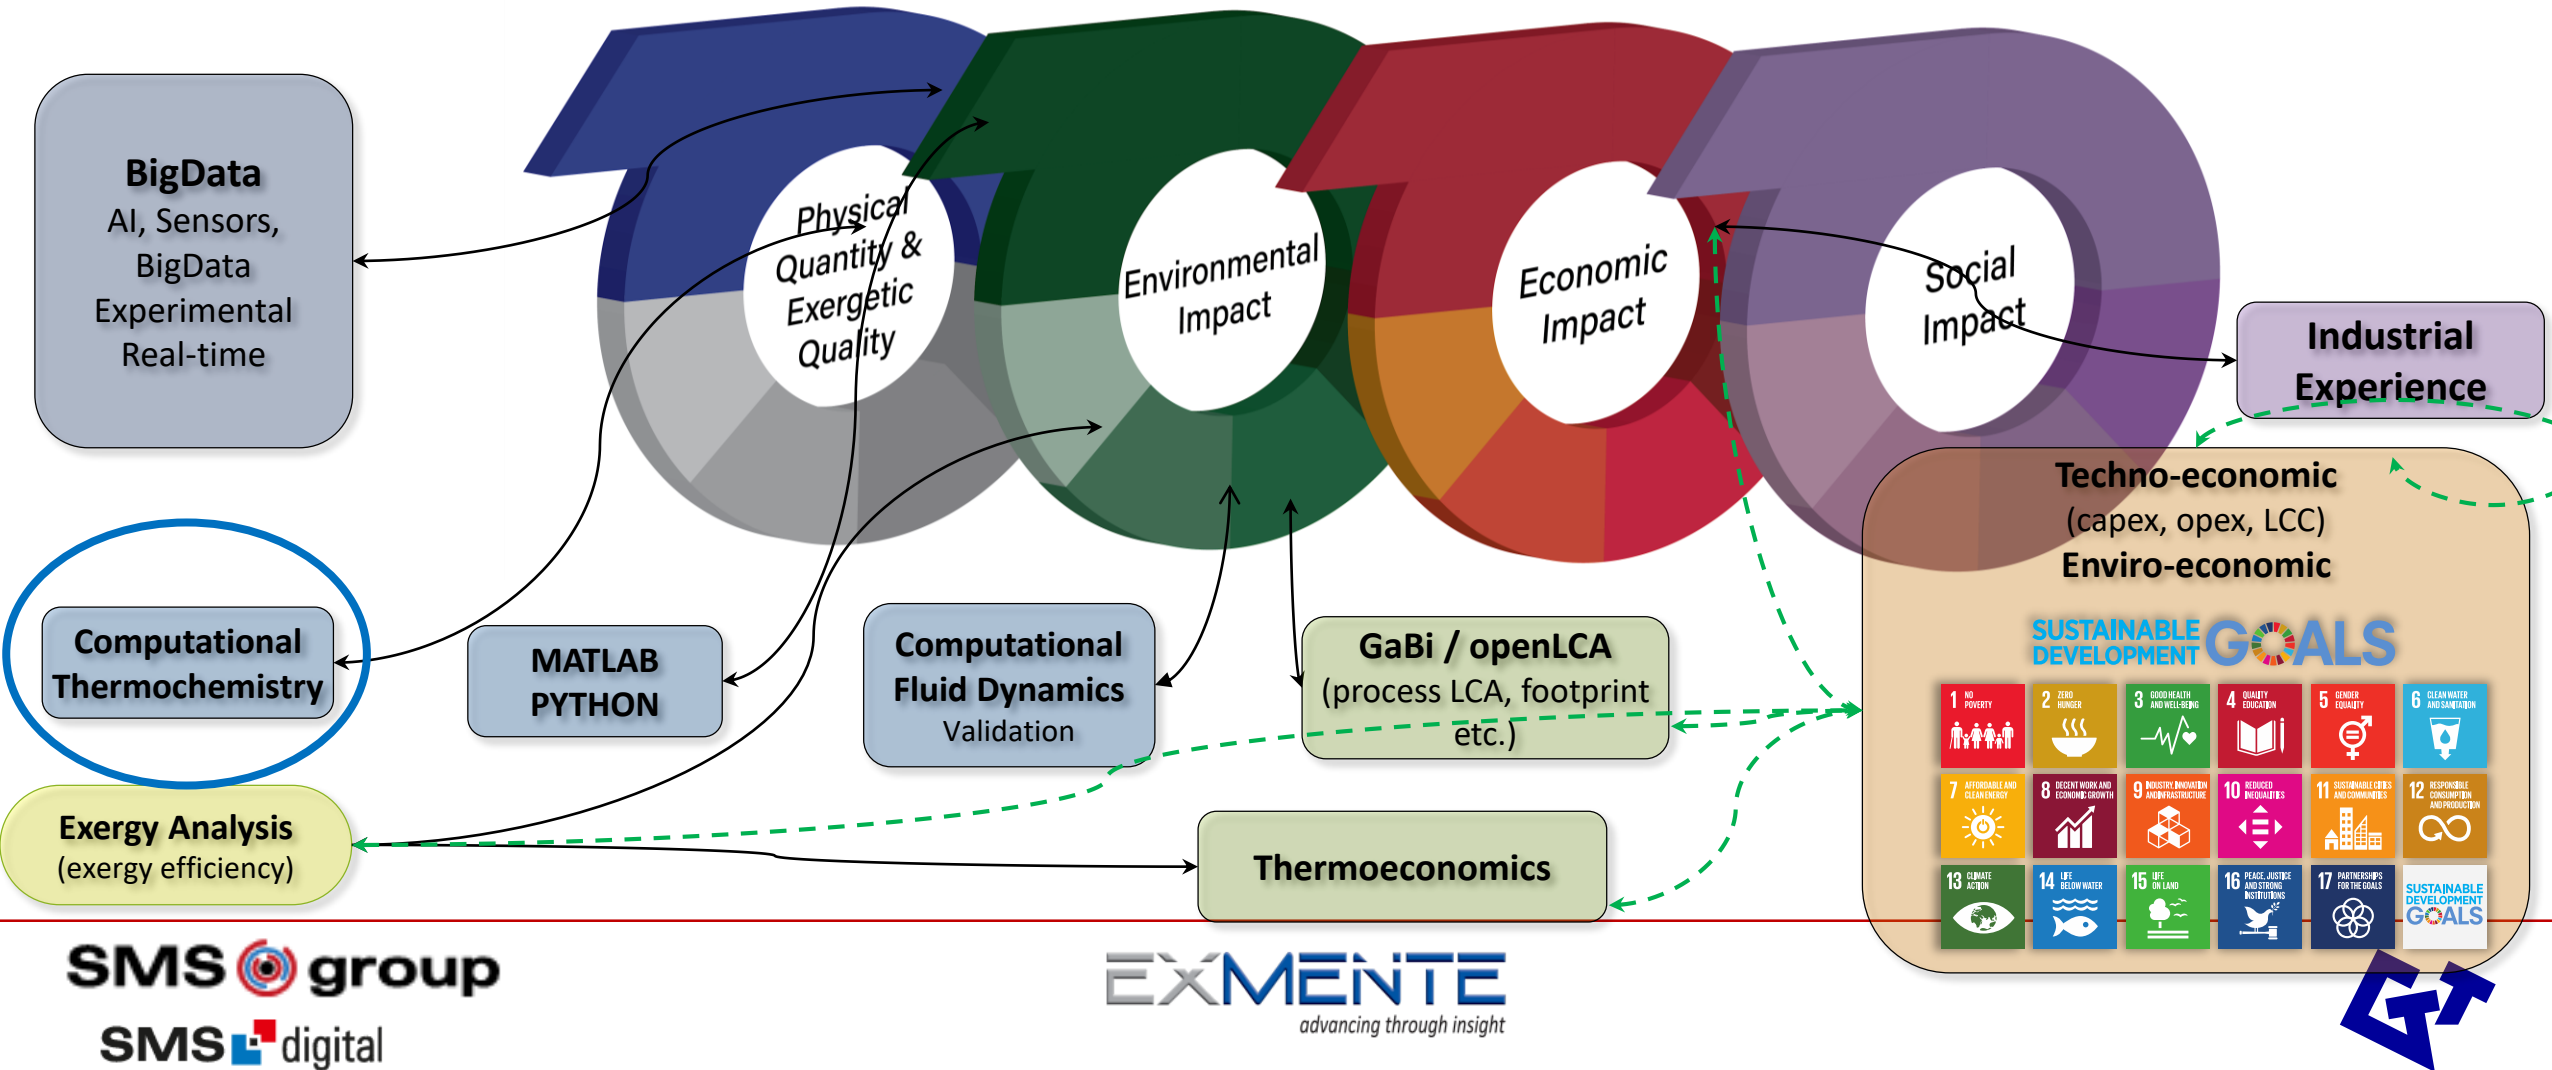 BigData
AI, Sensors,
BigData
Experimental
Real-time
Physical
Quantity &
Exergetic
Quality
Environmental
Impact
Economic
Impact
Social
Impact
Industrial
Experience
Computational
Thermochemistry
MATLAB
PYTHON
Computational
Fluid Dynamics
Validation
GaBi / openLCA
(process LCA, footprint
etc.)
Techno-economic
(capex, opex, LCC)
Enviro-economic
SUSTAINABLE
DEVELOPMENT
GOALS
1 NO
POVERTY
2 ZERO
HUNGER
3 GOOD HEALTH
AND WELL-BEING
4 QUALITY
EDUCATION
5 GENDER
EQUALITY
6 CLEAN WATER
AND SANITATION
7 AFFORDABLE AND
CLEAN ENERGY
8 DECENT WORK AND
ECONOMIC GROWTH
9 INDUSTRY, INNOVATION
AND INFRASTRUCTURE
10 REDUCED
INEQUALITIES
11 SUSTAINABLE CITIES
AND COMMUNITIES
12 RESPONSIBLE
CONSUMPTION
AND PRODUCTION
13 CLIMATE
ACTION
14 LIFE
BELOW WATER
15 LIFE
ON LAND
16 PEACE, JUSTICE
AND STRONG
INSTITUTIONS
17 PARTNERSHIPS
FOR THE GOALS
SUSTAINABLE
DEVELOPMENT
GOALS
Exergy Analysis
(exergy efficiency)
Thermoeconomics
SMS group
SMS digital
EXMENTE
advancing through insight
GTT